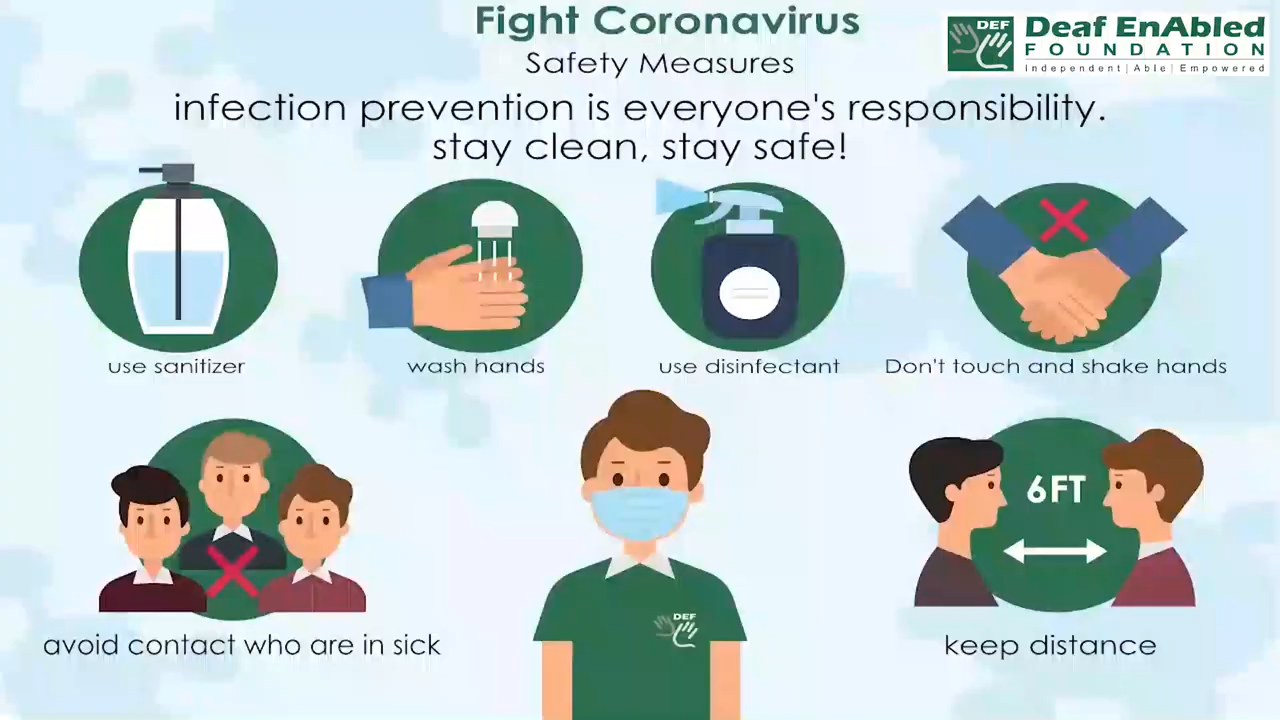 Fight Coronavirus
Safety Measures
infection prevention is everyone's responsibility.
stay clean, stay safe!
DEF
Deaf EnAbled
FOUNDATION
Independent | Able | Empowered
use sanitizer
wash hands
use disinfectant
Don't touch and shake hands
6FT
DEF
avoid contact who are in sick
keep distance